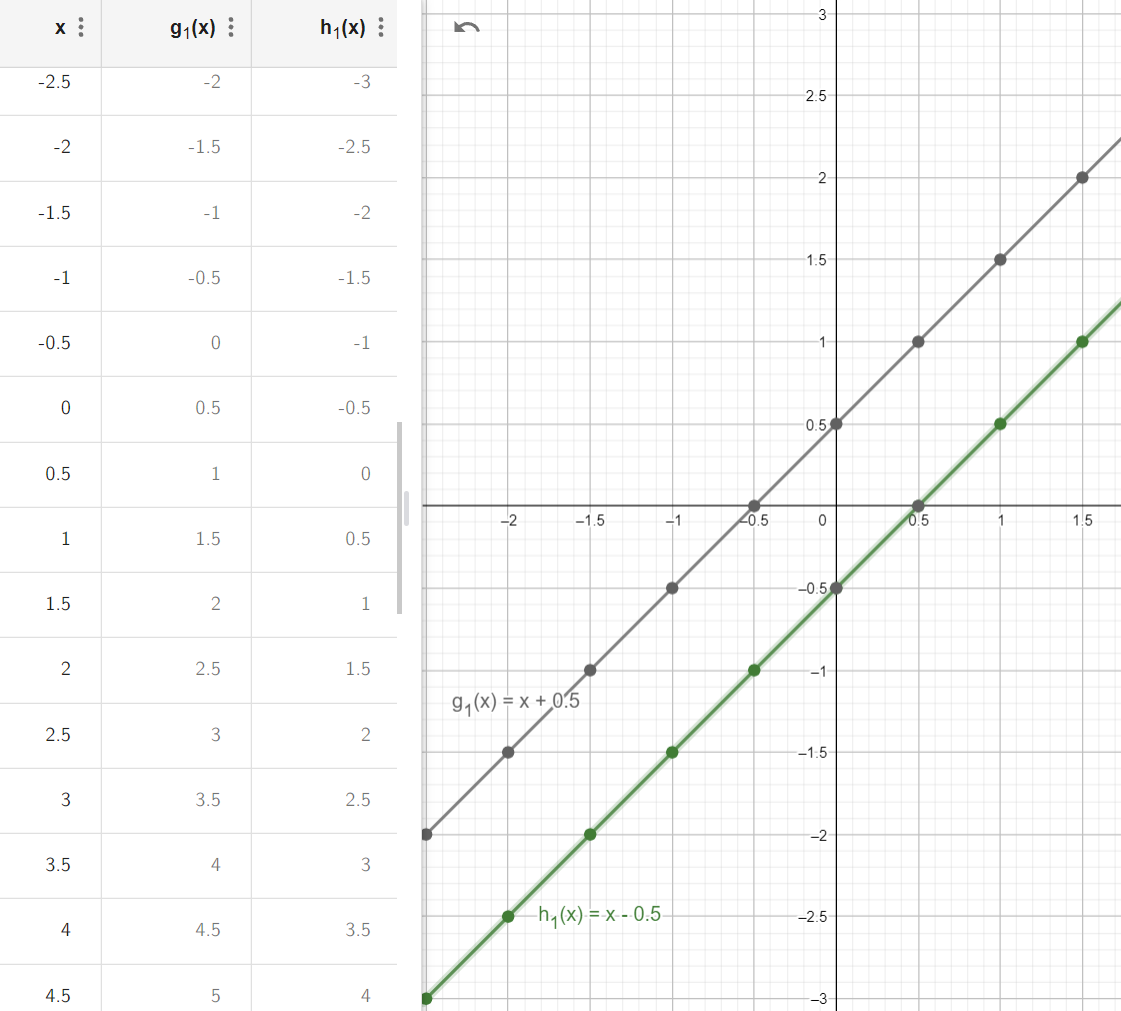 x g₁(x) h₁(x)
-2.5 -2 -3
-2 -1.5 -2.5
-1.5 -1 -2
-1 -0.5 -1.5
-0.5 0 -1
0 0.5 -0.5
0.5 1 0
1 1.5 0.5
1.5 2 1
2 2.5 1.5
2.5 3 2
3 3.5 2.5
3.5 4 3
4 4.5 3.5
4.5 5 4
3
2.5
2
1.5
1
0.5
–2 –1.5 –1 –0.5 0 0.5 1 1.5
–0.5
–1
g₁(x) = x + 0.5
–1.5
–2
h₁(x) = x - 0.5
–2.5
–3